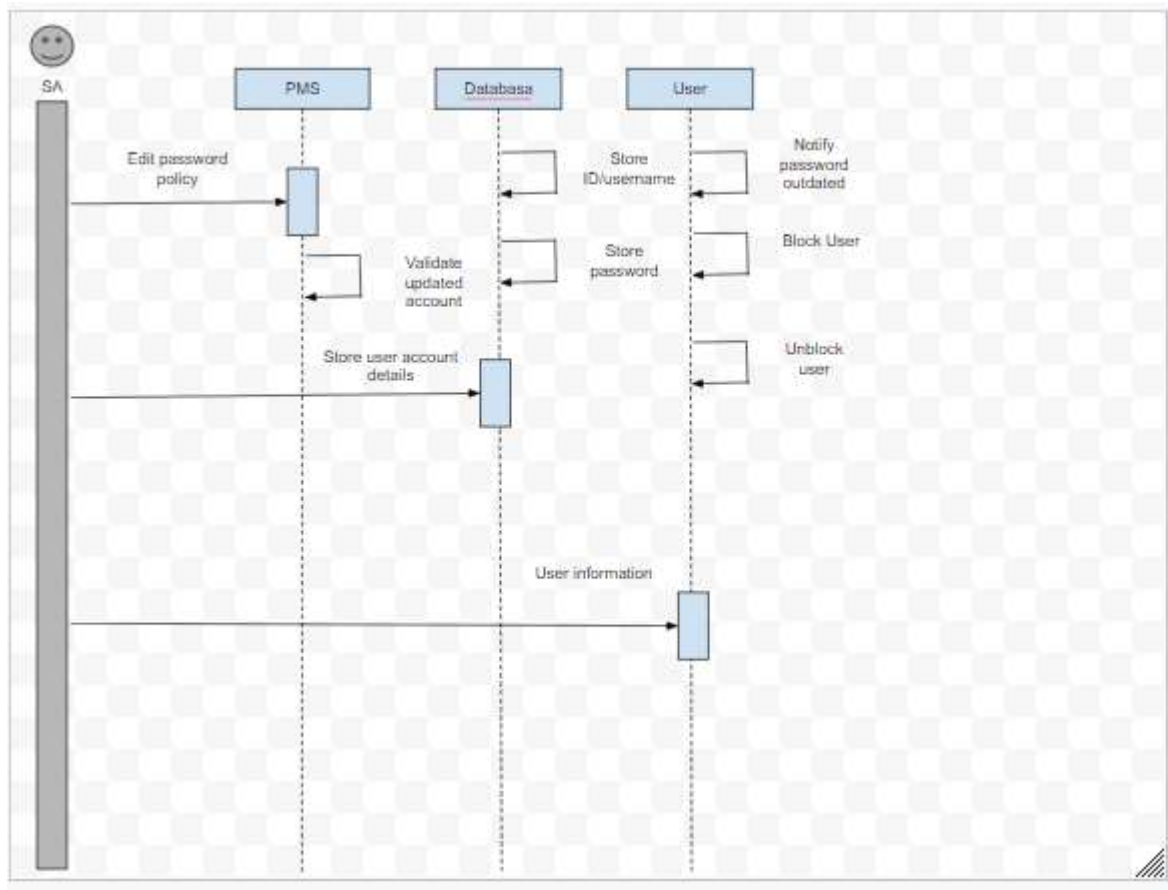 SA
PMS
Databasa
User
Edit password
policy
Store
ID/username
Notify
password
outdated
Validate
updated
account
Store
password
Block User
Store user account
details
Unblock
user
User information